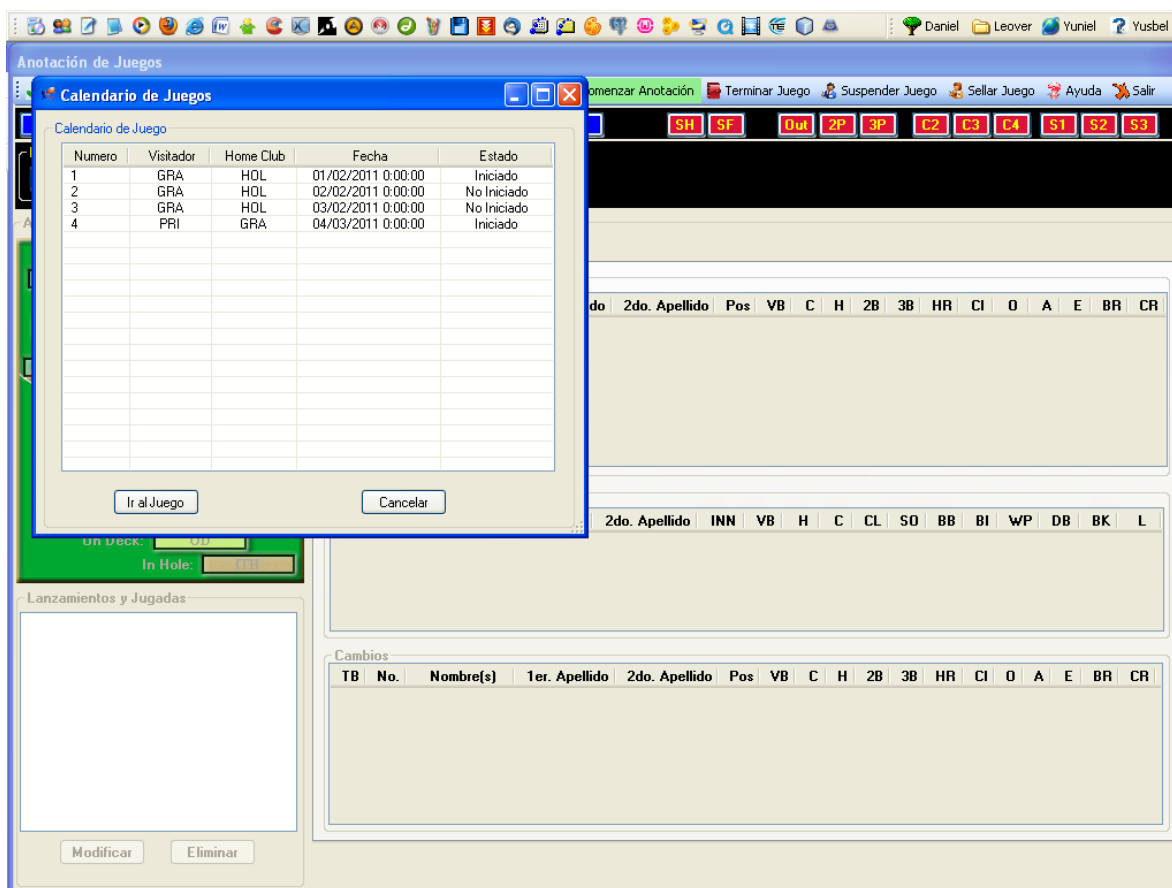 Daniel Leover Yuniel Yusbel
Anotación de Juegos
omenzar Anotación Terminar Juego Suspender Juego Sellar Juego Ayuda Salir
Calendario de Juegos
SH SF Out 2P 3P C2 C3 C4 S1 S2 S3
Calendario de Juego
Numero Visitador Home Club Fecha Estado
1 GRA HOL 01/02/2011 0:00:00 Iniciado
2 GRA HOL 02/02/2011 0:00:00 No Iniciado
3 GRA HOL 03/02/2011 0:00:00 No Iniciado
4 PRI GRA 04/03/2011 0:00:00 Iniciado
do 2do. Apellido Pos VB C H 2B 3B HR CI O A E BR CR
Ir al Juego Cancelar
2do. Apellido INN VB H C CL SO BB BI WP DB BK L
On Deck: OD
In Hole: ITH
Lanzamientos y Jugadas
Cambios
TB No. Nombre(s) 1er. Apellido 2do. Apellido Pos VB C H 2B 3B HR CI O A E BR CR
Modificar Eliminar